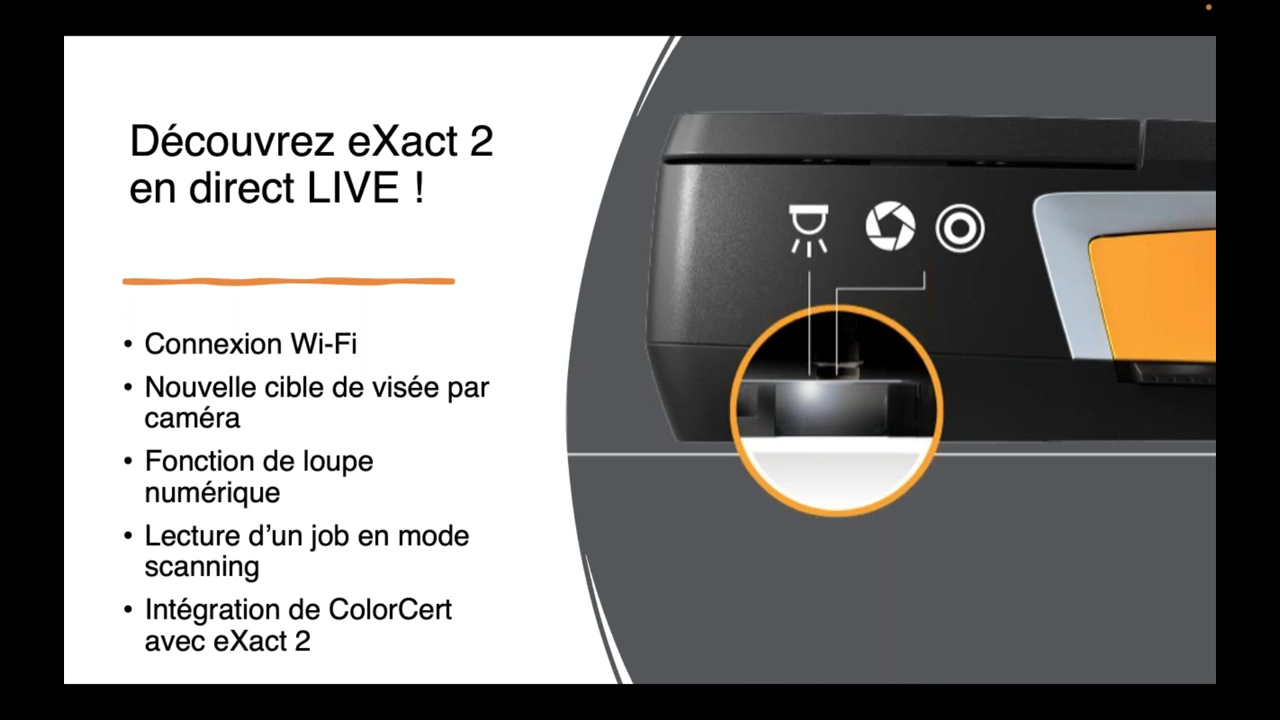 Découvrez eXact 2
en direct LIVE !
• Connexion Wi-Fi
• Nouvelle cible de visée par
caméra
• Fonction de loupe
numérique
• Lecture d’un job en mode
scanning
• Intégration de ColorCert
avec eXact 2